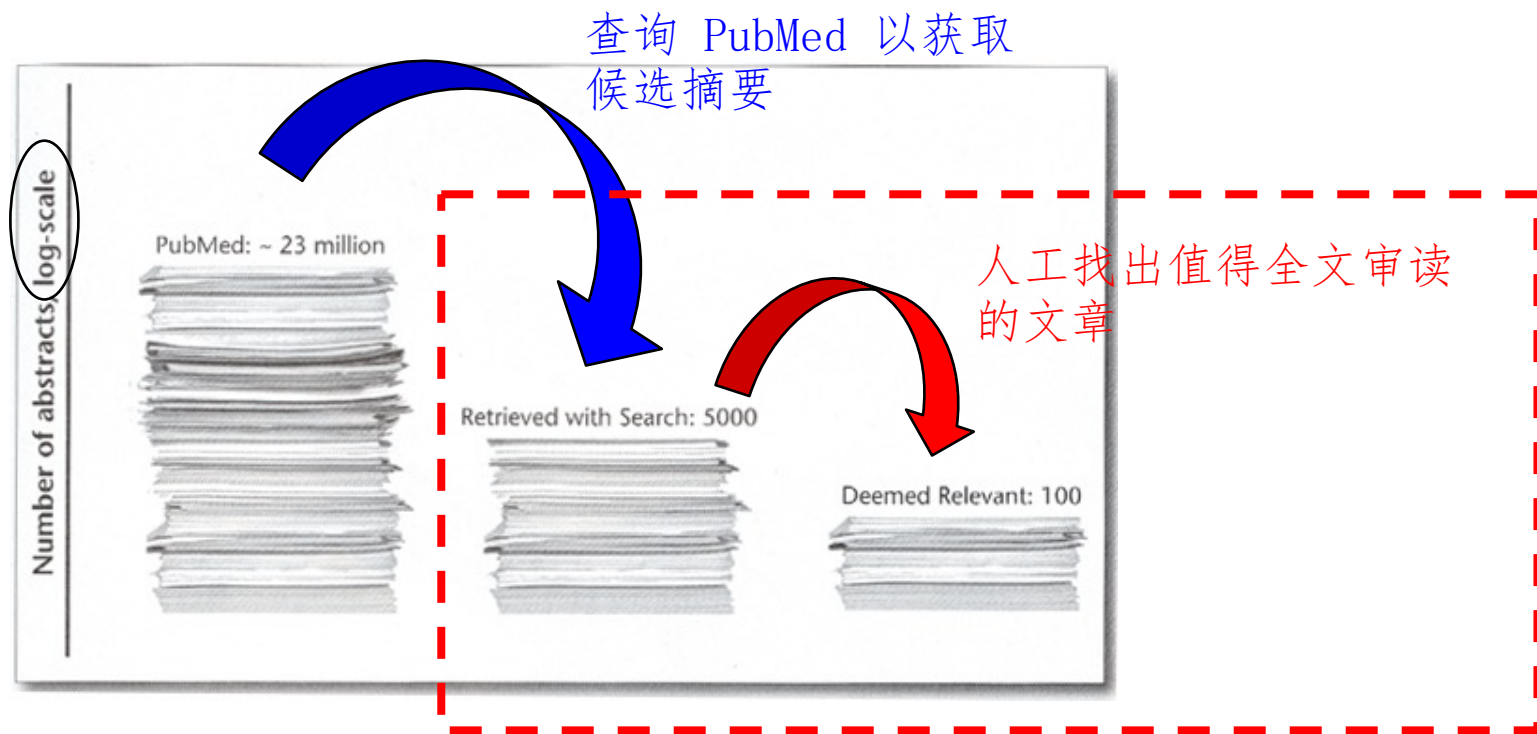 查询 PubMed 以获取
候选摘要
Number of abstracts, log-scale
PubMed: ~ 23 million
人工找出值得全文审读
的文章
Retrieved with Search: 5000
Deemed Relevant: 100